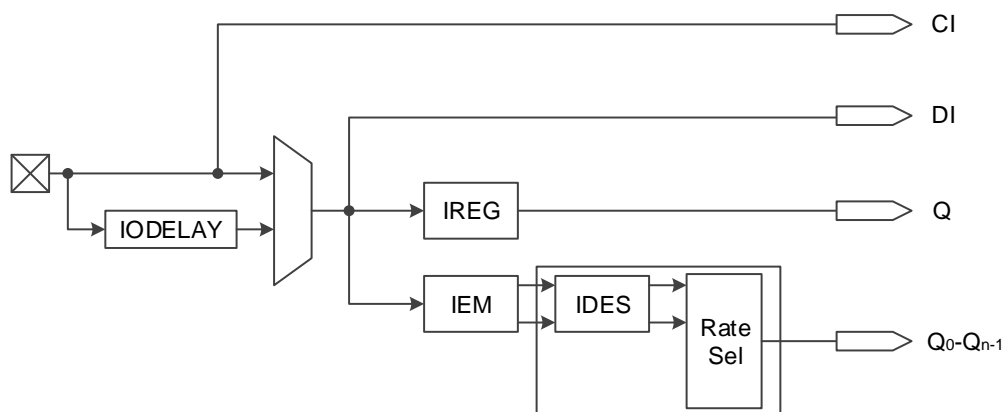 CI
DI
IREG
Q
IODELAY
IEM
IDES
Rate
Sel
Q0-Qn-1